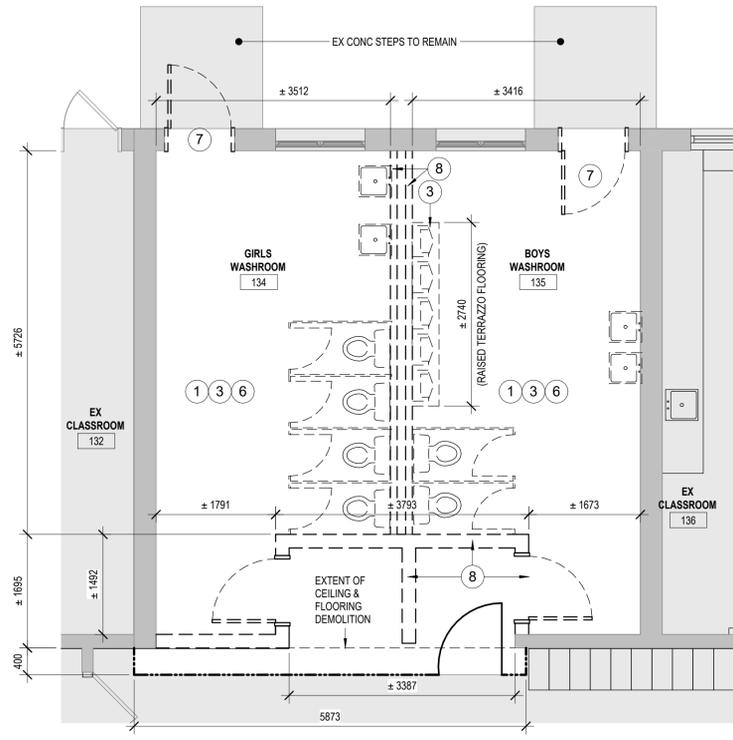 EX CONC STEPS TO REMAIN
± 3512
± 3416
7
8
7
3
GIRLS
WASHROOM
134
BOYS
WASHROOM
135
± 2740
(RAISED TERRAZZO FLOORING)
± 5726
1 3 6
1 3 6
EX
CLASSROOM
132
± 1791
± 3793
± 1673
EX
CLASSROOM
136
± 1695
± 1492
8
EXTENT OF
CEILING &
FLOORING
DEMOLITION
400
± 3387
5873